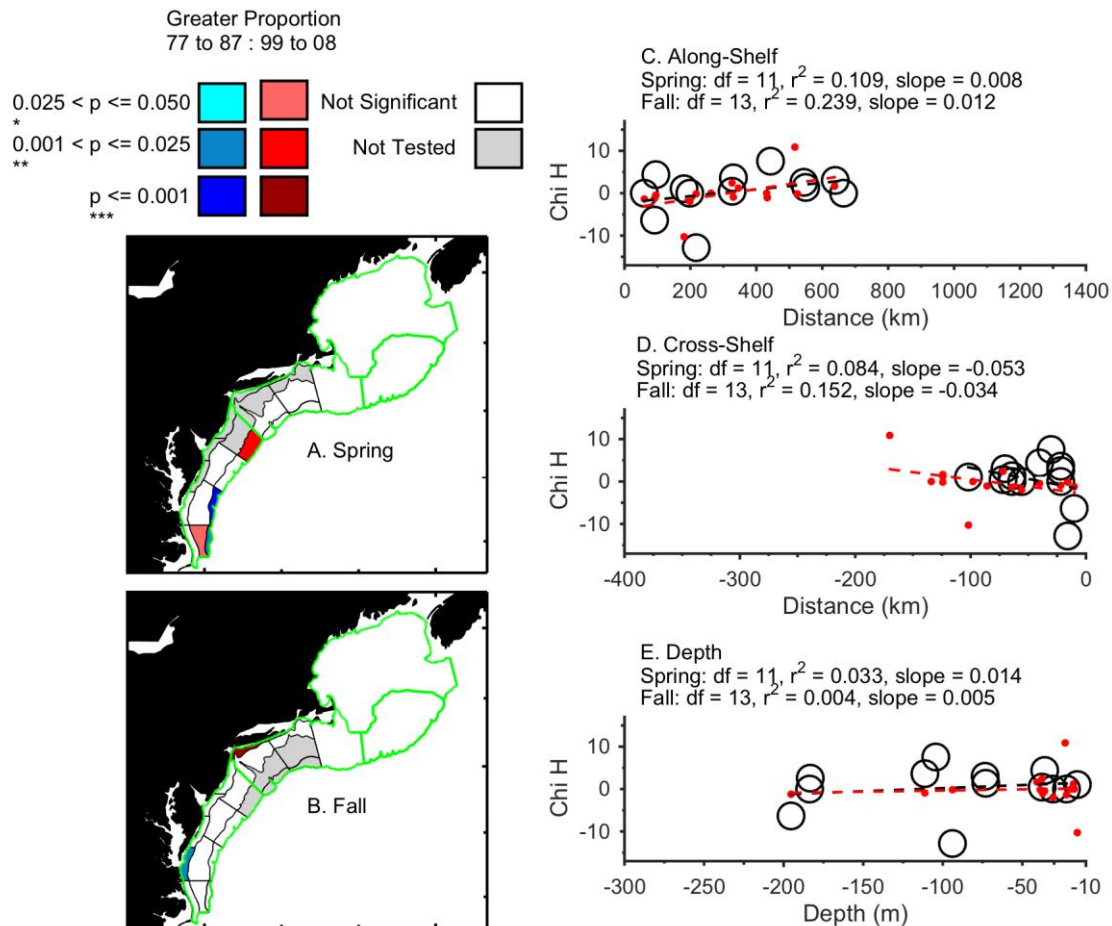 Greater Proportion
77 to 87 : 99 to 08
0.025 < p <= 0.050
*
Not Significant
0.001 < p <= 0.025
**
Not Tested
p <= 0.001
***
A. Spring
B. Fall
C. Along-Shelf
Spring: df = 11, r² = 0.109, slope = 0.008
Fall: df = 13, r² = 0.239, slope = 0.012
Chi H
10
0
-10
0 200 400 600 800 1000 1200 1400
Distance (km)
D. Cross-Shelf
Spring: df = 11, r² = 0.084, slope = -0.053
Fall: df = 13, r² = 0.152, slope = -0.034
Chi H
10
0
-10
-400 -300 -200 -100 0
Distance (km)
E. Depth
Spring: df = 11, r² = 0.033, slope = 0.014
Fall: df = 13, r² = 0.004, slope = 0.005
Chi H
10
0
-10
-300 -250 -200 -150 -100 -50 -10
Depth (m)